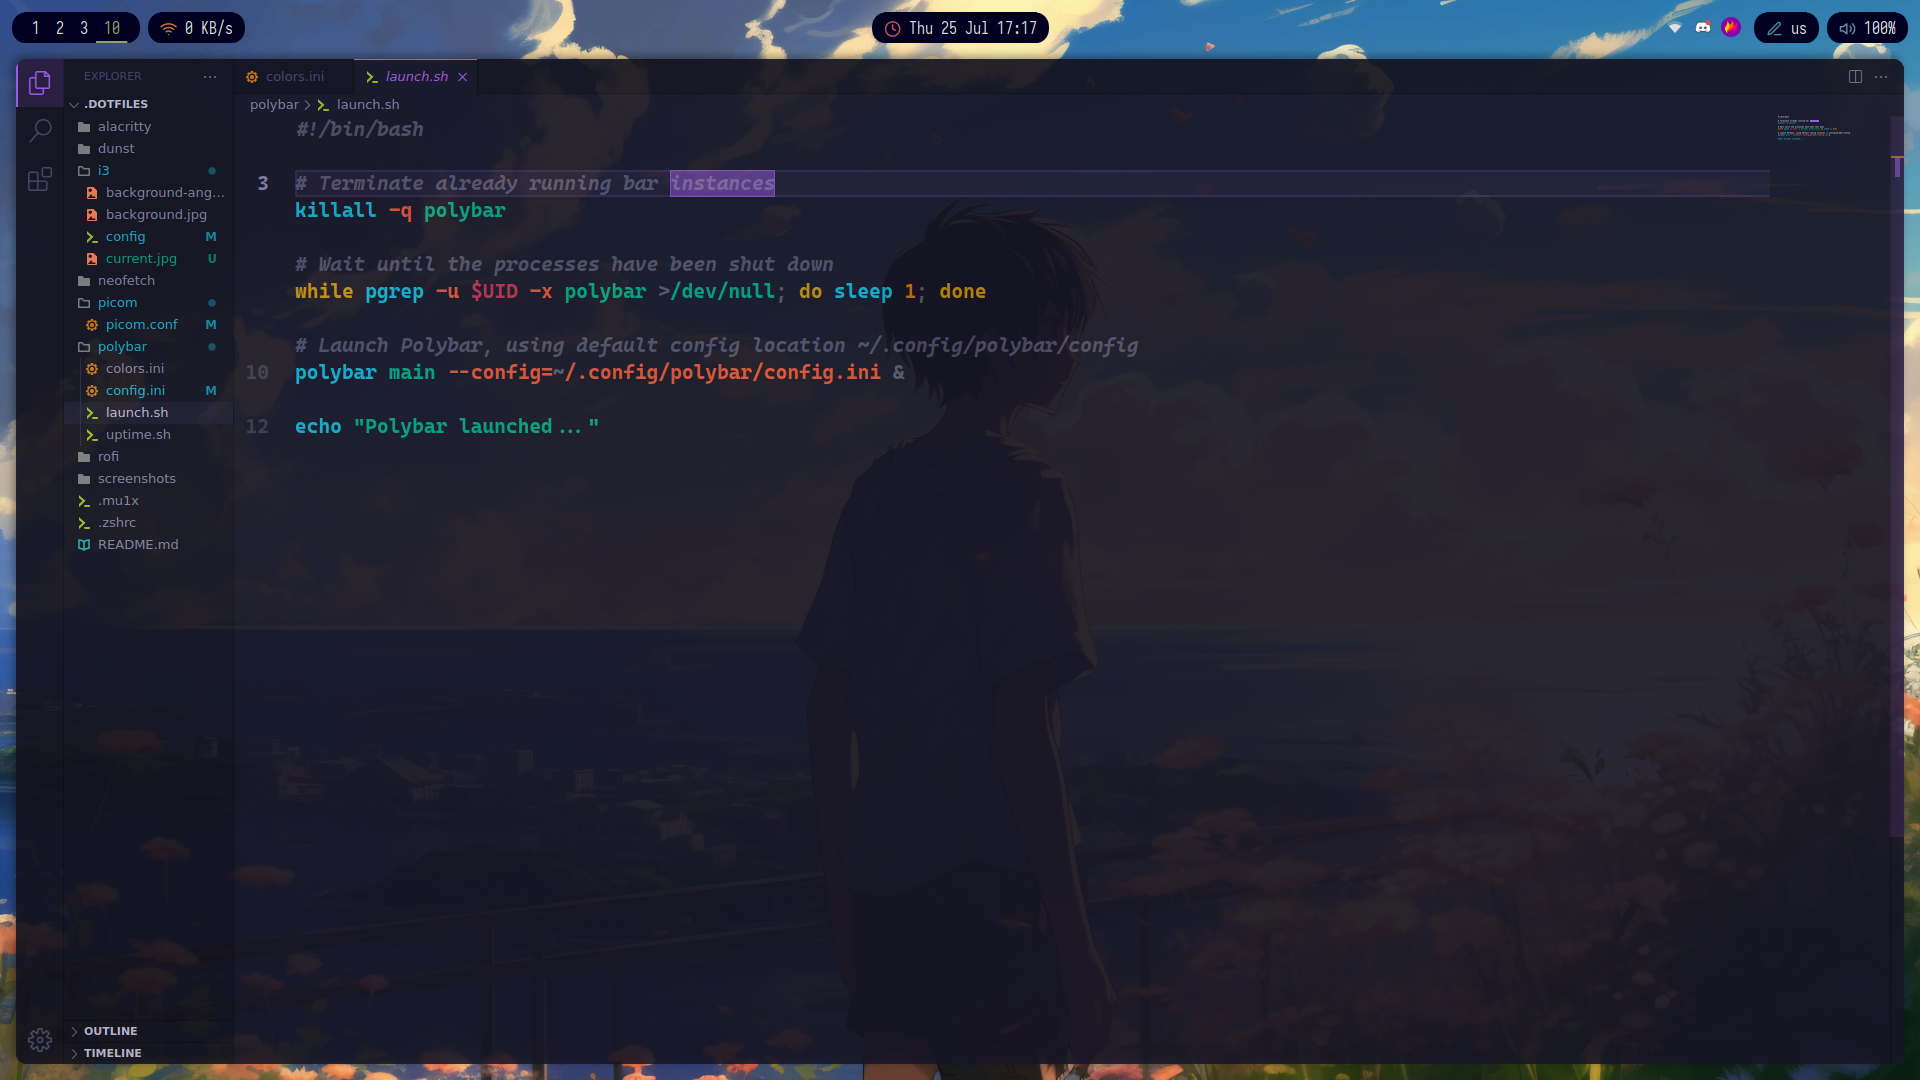 1 2 3 10 0 KB/s Thu 25 Jul 17:17 us 100%
EXPLORER ··· colors.ini launch.sh ···
.DOTFILES
polybar > launch.sh
alacritty
dunst
i3
background-ang...
background.jpg
config M
current.jpg U
neofetch
picom
picom.conf M
polybar
colors.ini
config.ini M
launch.sh
uptime.sh
rofi
screenshots
.mu1x
.zshrc
README.md
OUTLINE
TIMELINE
#!/bin/bash
3 # Terminate already running bar instances
killall -q polybar
# Wait until the processes have been shut down
while pgrep -u $UID -x polybar >/dev/null; do sleep 1; done
# Launch Polybar, using default config location ~/.config/polybar/config
10 polybar main --config=~/.config/polybar/config.ini &
12 echo "Polybar launched..."